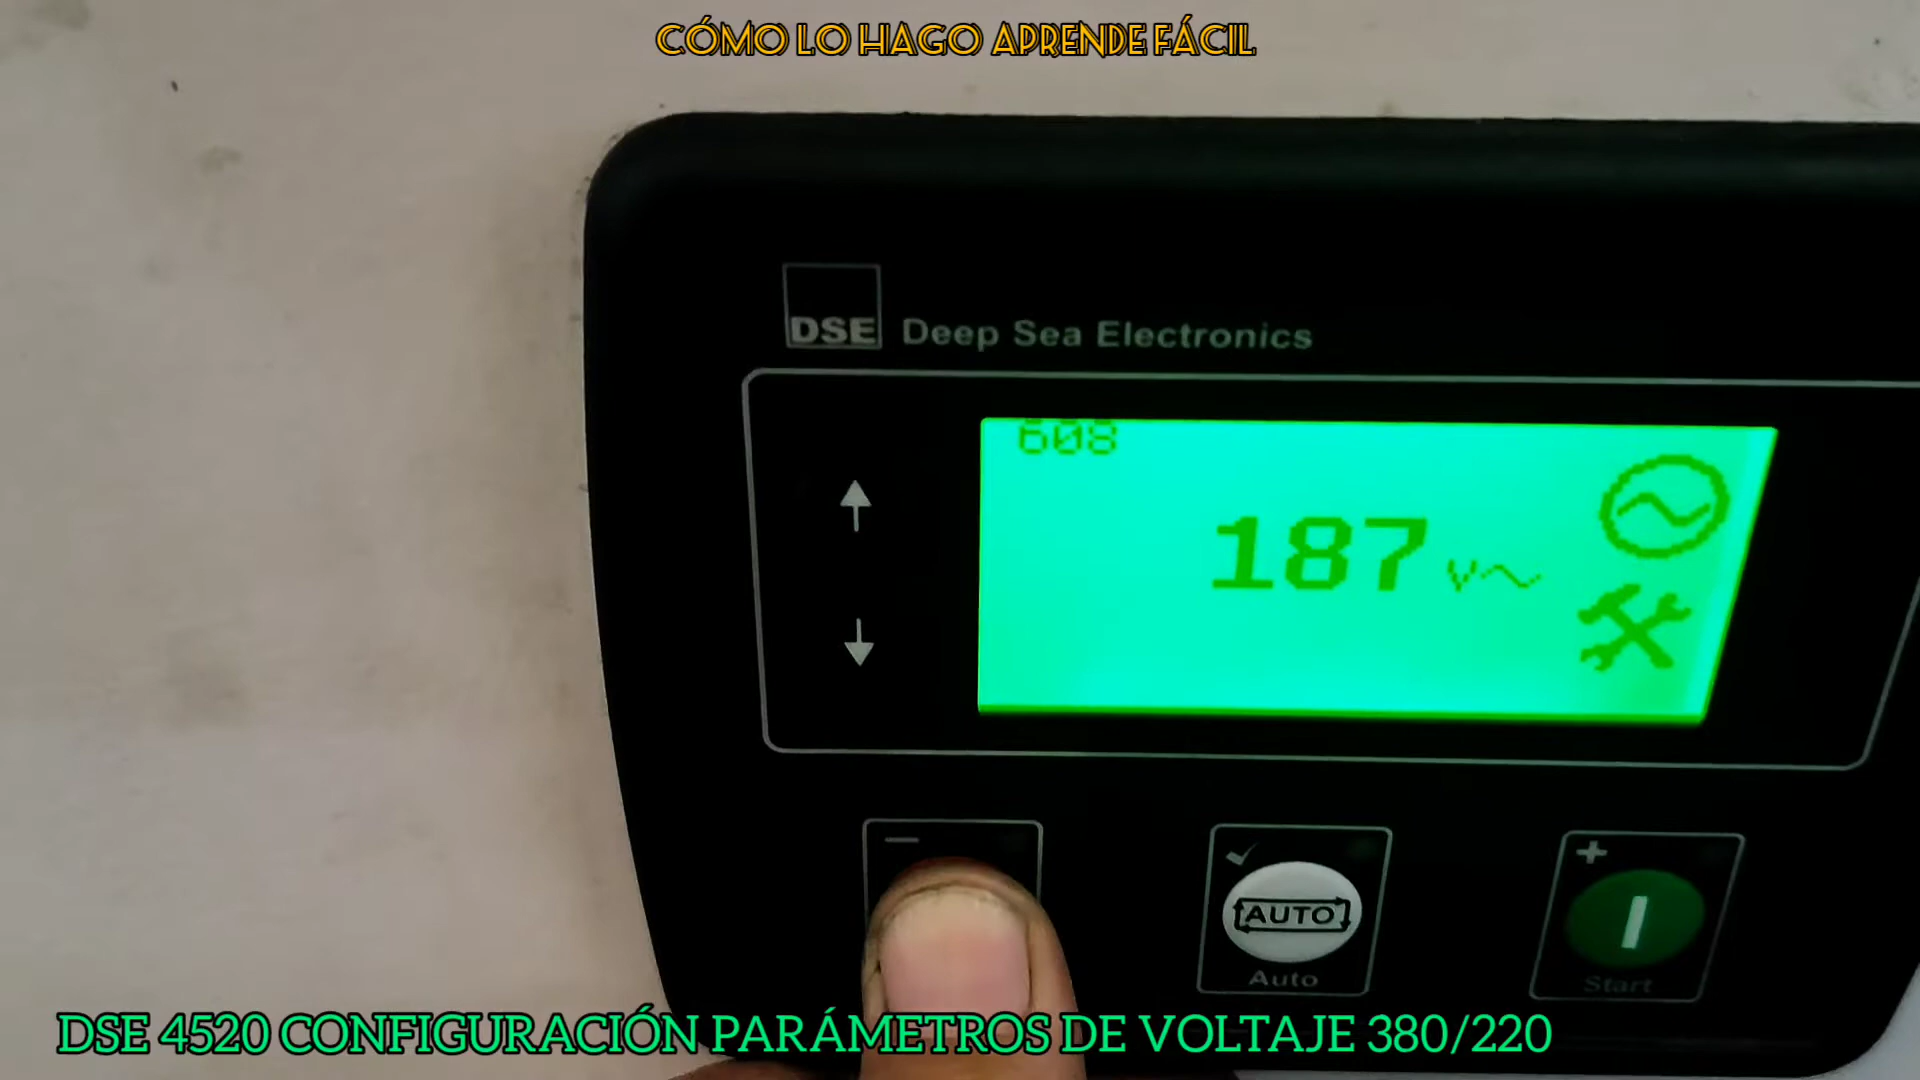 CÓMO LO HAGO APRENDE FÁCIL
DSE Deep Sea Electronics
608
187 V~
AUTO
Auto
Start
DSE 4520 CONFIGURACIÓN PARÁMETROS DE VOLTAJE 380/220